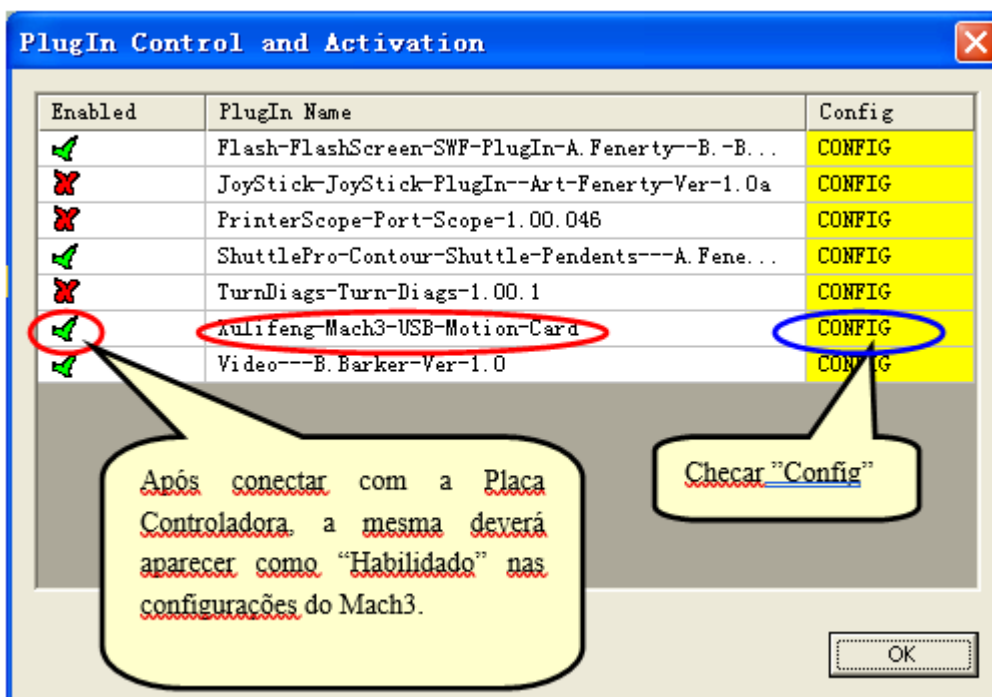 PlugIn Control and Activation
Enabled PlugIn Name Config
Flash-FlashScreen-SWF-PlugIn-A.Fenerty--B.-B... CONFIG
JoyStick-JoyStick-PlugIn--Art-Fenerty-Ver-1.0a CONFIG
PrinterScope-Port-Scope-1.00.046 CONFIG
ShuttlePro-Contour-Shuttle-Pendents---A.Fene... CONFIG
TurnDiags-Turn-Diags-1.00.1 CONFIG
Xulifeng-Mach3-USB-Motion-Card CONFIG
Video---B.Barker-Ver-1.0 CONFIG
Após conectar com a Placa
Controladora, a mesma deverá
aparecer como “Habilidado” nas
configurações do Mach3.
Checar ”Config”
OK